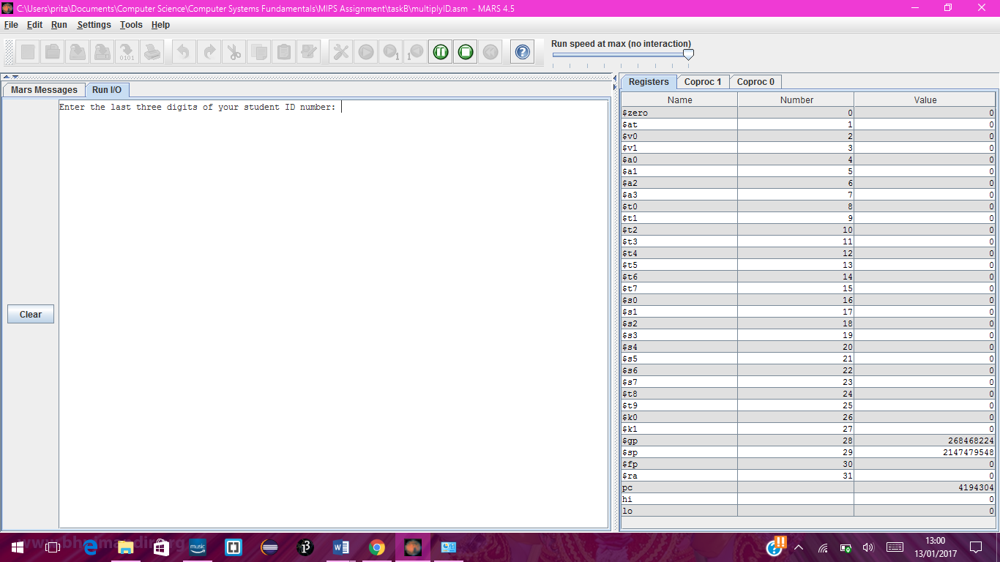 C:\Users\prita\Documents\Computer Science\Computer Systems Fundamentals\MIPS Assignment\taskB\multiplyID.asm - MARS 4.5
File Edit Run Settings Tools Help
Run speed at max (no interaction)
Mars Messages Run I/O
Enter the last three digits of your student ID number:
Clear
Registers Coproc 1 Coproc 0
Name Number Value
$zero 0 0
$at 1 0
$v0 2 0
$v1 3 0
$a0 4 0
$a1 5 0
$a2 6 0
$a3 7 0
$t0 8 0
$t1 9 0
$t2 10 0
$t3 11 0
$t4 12 0
$t5 13 0
$t6 14 0
$t7 15 0
$s0 16 0
$s1 17 0
$s2 18 0
$s3 19 0
$s4 20 0
$s5 21 0
$s6 22 0
$s7 23 0
$t8 24 0
$t9 25 0
$k0 26 0
$k1 27 0
$gp 28 268468224
$sp 29 2147479548
$fp 30 0
$ra 31 0
pc 4194304
hi 0
lo 0
music
13:00
13/01/2017